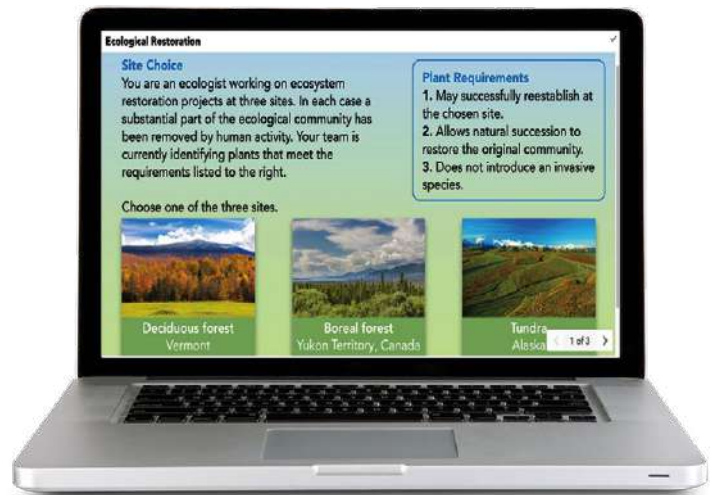 Ecological Restoration
Site Choice
You are an ecologist working on ecosystem
restoration projects at three sites. In each case a
substantial part of the ecological community has
been removed by human activity. Your team is
currently identifying plants that meet the
requirements listed to the right.
Plant Requirements
1. May successfully reestablish at
the chosen site.
2. Allows natural succession to
restore the original community.
3. Does not introduce an invasive
species.
Choose one of the three sites.
Deciduous forest
Vermont
Boreal forest
Yukon Territory, Canada
Tundra
Alaska
1 of 3